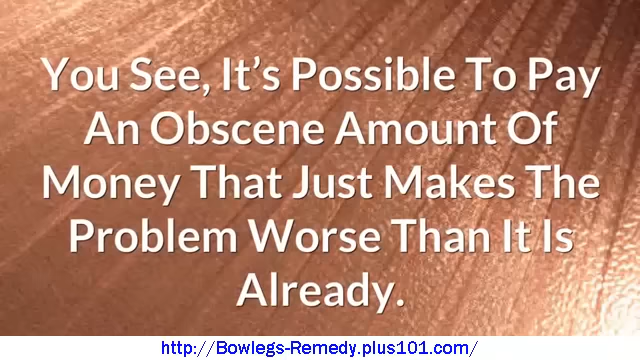 You See, It’s Possible To Pay
An Obscene Amount Of
Money That Just Makes The
Problem Worse Than It Is
Already.
http://Bowlegs-Remedy.plus101.com/